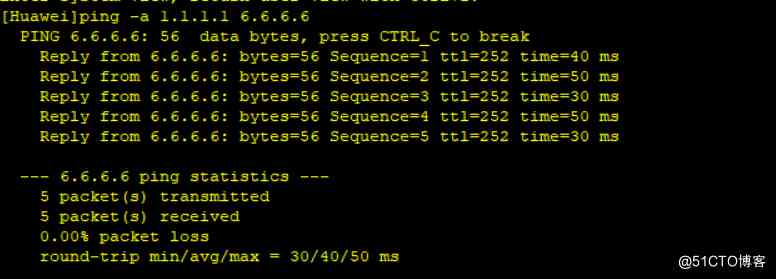 [Huawei]ping -a 1.1.1.1 6.6.6.6
PING 6.6.6.6: 56 data bytes, press CTRL_C to break
Reply from 6.6.6.6: bytes=56 Sequence=1 ttl=252 time=40 ms
Reply from 6.6.6.6: bytes=56 Sequence=2 ttl=252 time=50 ms
Reply from 6.6.6.6: bytes=56 Sequence=3 ttl=252 time=30 ms
Reply from 6.6.6.6: bytes=56 Sequence=4 ttl=252 time=50 ms
Reply from 6.6.6.6: bytes=56 Sequence=5 ttl=252 time=30 ms
--- 6.6.6.6 ping statistics ---
5 packet(s) transmitted
5 packet(s) received
0.00% packet loss
round-trip min/avg/max = 30/40/50 ms
@51CTO博客